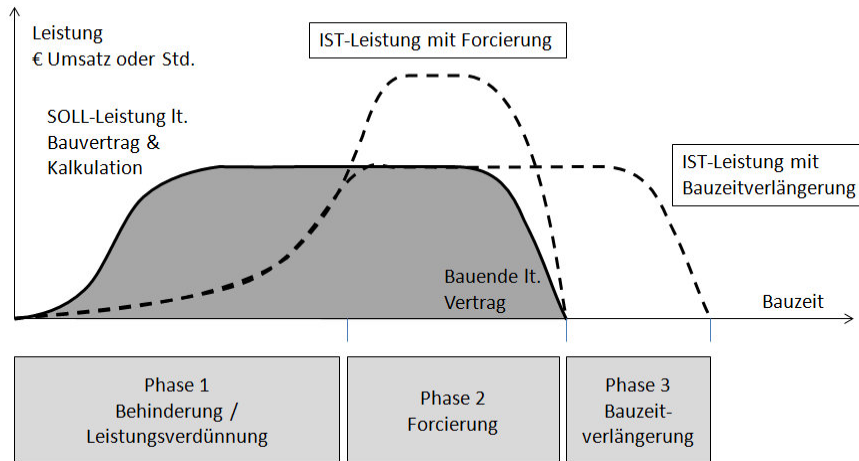 Leistung
€ Umsatz oder Std.
IST-Leistung mit Forcierung
SOLL-Leistung lt.
Bauvertrag &
Kalkulation
IST-Leistung mit
Bauzeitverlängerung
Bauende lt.
Vertrag
Bauzeit
Phase 1
Behinderung /
Leistungsverdünnung
Phase 2
Forcierung
Phase 3
Bauzeit-
verlängerung